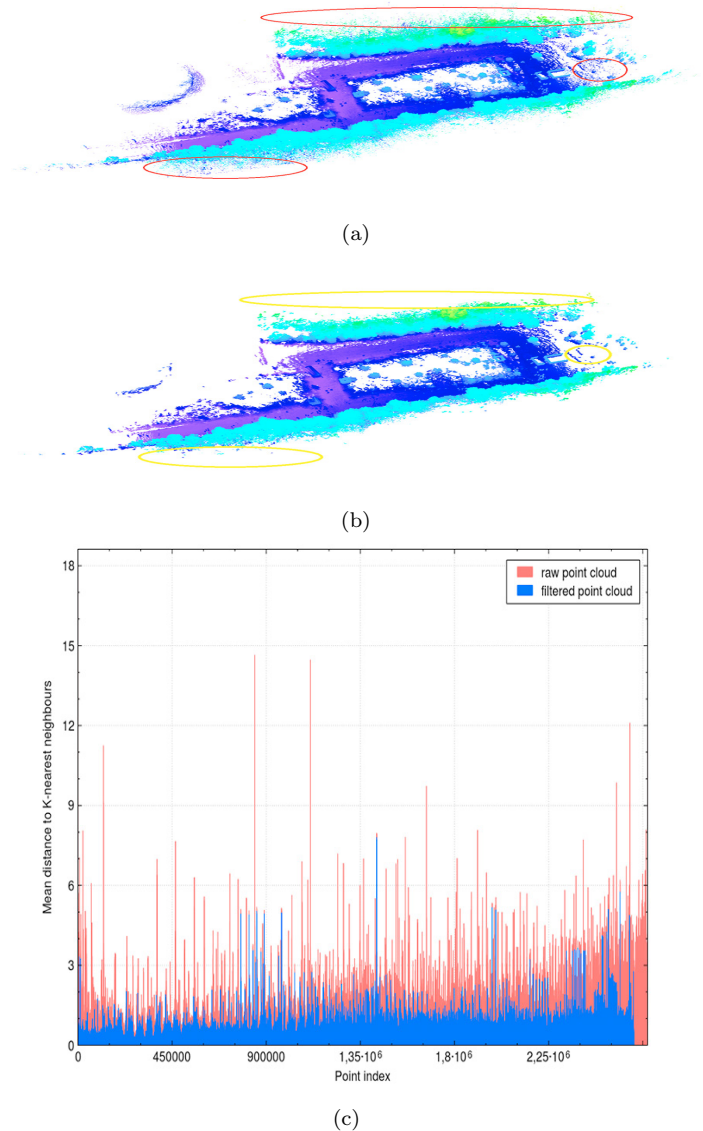 (a)
(b)
18
15
12
9
6
3
0
Mean distance to K-nearest neighbours
raw point cloud
filtered point cloud
0 450000 900000 1,35·10⁶ 1,8·10⁶ 2,25·10⁶
Point index
(c)